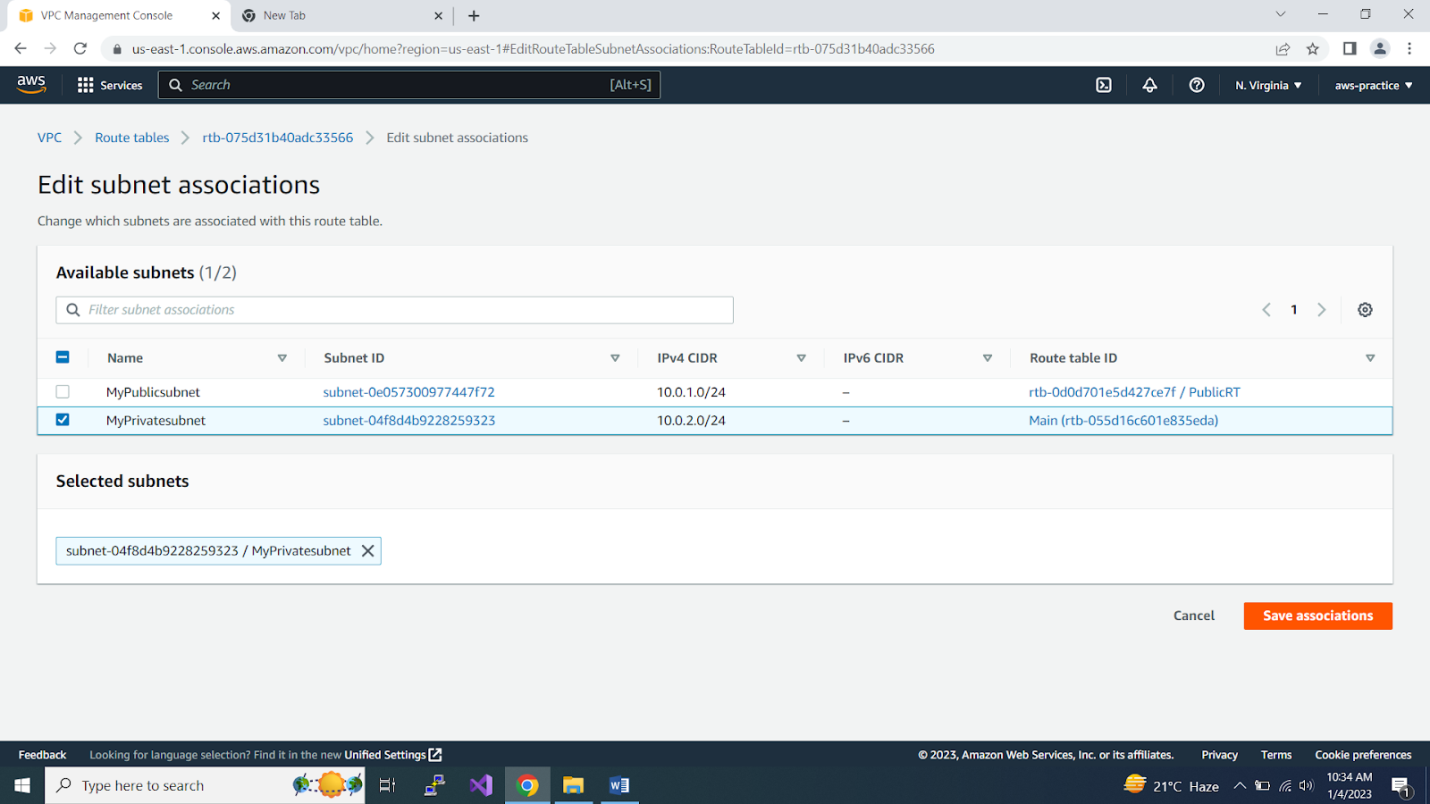 VPC Management Console
New Tab
us-east-1.console.aws.amazon.com/vpc/home?region=us-east-1#EditRouteTableSubnetAssociations:RouteTableId=rtb-075d31b40adc33566
aws Services Search [Alt+S] N. Virginia ▼ aws-practice ▼
VPC > Route tables > rtb-075d31b40adc33566 > Edit subnet associations
Edit subnet associations
Change which subnets are associated with this route table.
Available subnets (1/2)
Filter subnet associations
1
Name Subnet ID IPv4 CIDR IPv6 CIDR Route table ID
MyPublicsubnet subnet-0e057300977447f72 10.0.1.0/24 – rtb-0d0d701e5d427ce7f / PublicRT
MyPrivatesubnet subnet-04f8d4b9228259323 10.0.2.0/24 – Main (rtb-055d16c601e835eda)
Selected subnets
subnet-04f8d4b9228259323 / MyPrivatesubnet
Cancel Save associations
Feedback Looking for language selection? Find it in the new Unified Settings © 2023, Amazon Web Services, Inc. or its affiliates. Privacy Terms Cookie preferences
Type here to search 21°C Haze 10:34 AM
1/4/2023 1